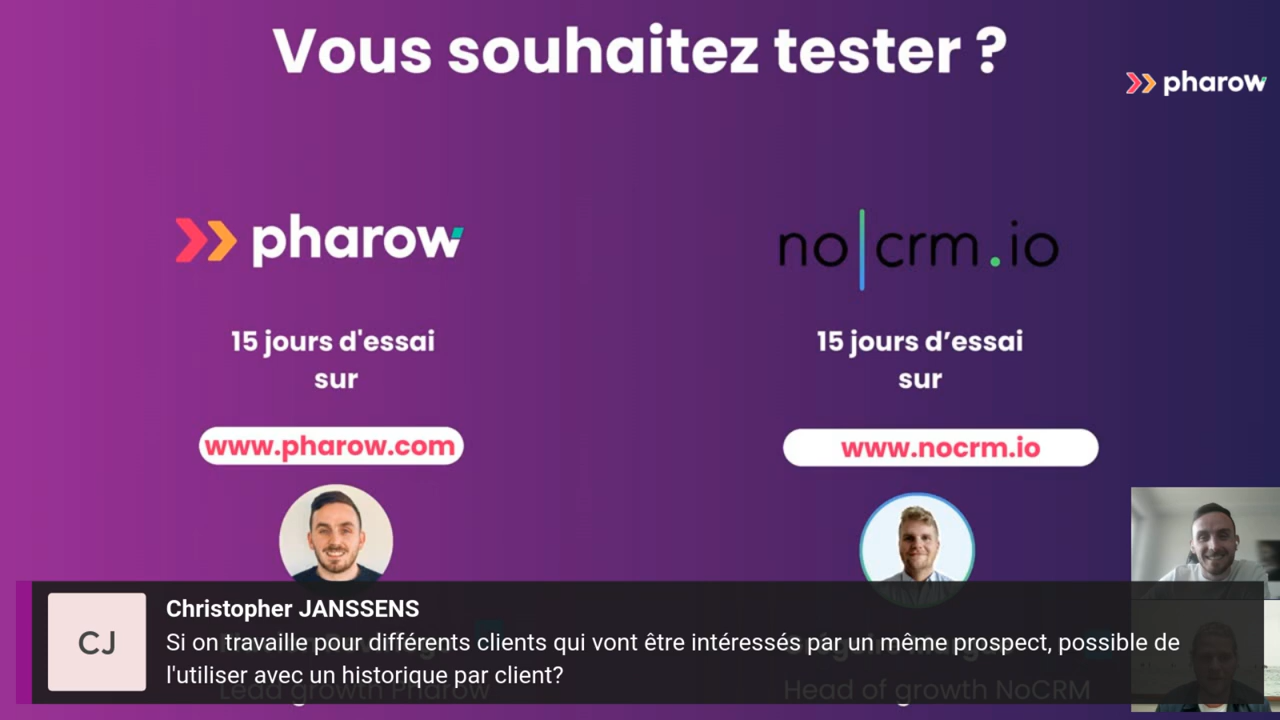 Vous souhaitez tester ?
pharow
pharow
no|crm.io
15 jours d'essai
sur
15 jours d’essai
sur
www.pharow.com
www.nocrm.io
CJ
Christopher JANSSENS
Si on travaille pour différents clients qui vont être intéressés par un même prospect, possible de
l'utiliser avec un historique par client?
Lead growth Pharow
Head of growth NoCRM